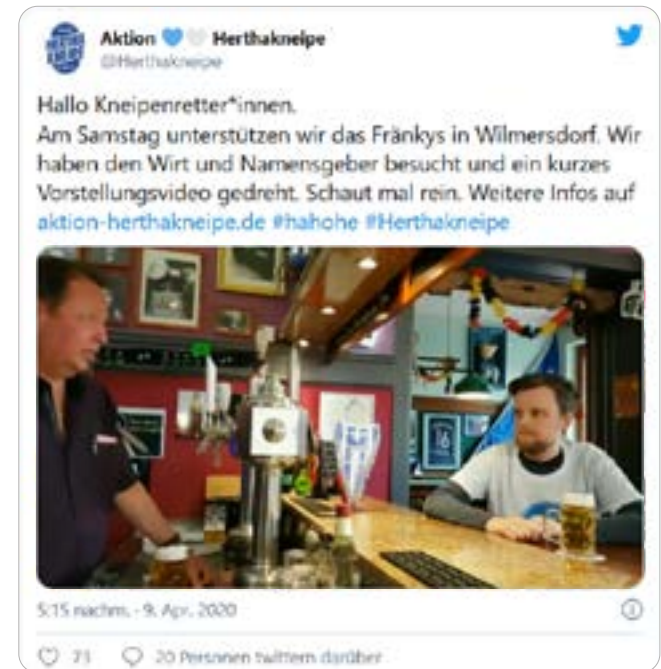 Aktion 💙🤍 Herthakneipe
@Herthakneipe
Hallo Kneipenretter*innen.
Am Samstag unterstützen wir das Fränkys in Wilmersdorf. Wir
haben den Wirt und Namensgeber besucht und ein kurzes
Vorstellungsvideo gedreht. Schaut mal rein. Weitere Infos auf
aktion-herthakneipe.de #hahohe #Herthakneipe
16
5:15 nachm. · 9. Apr. 2020
73 20 Personen twittern darüber